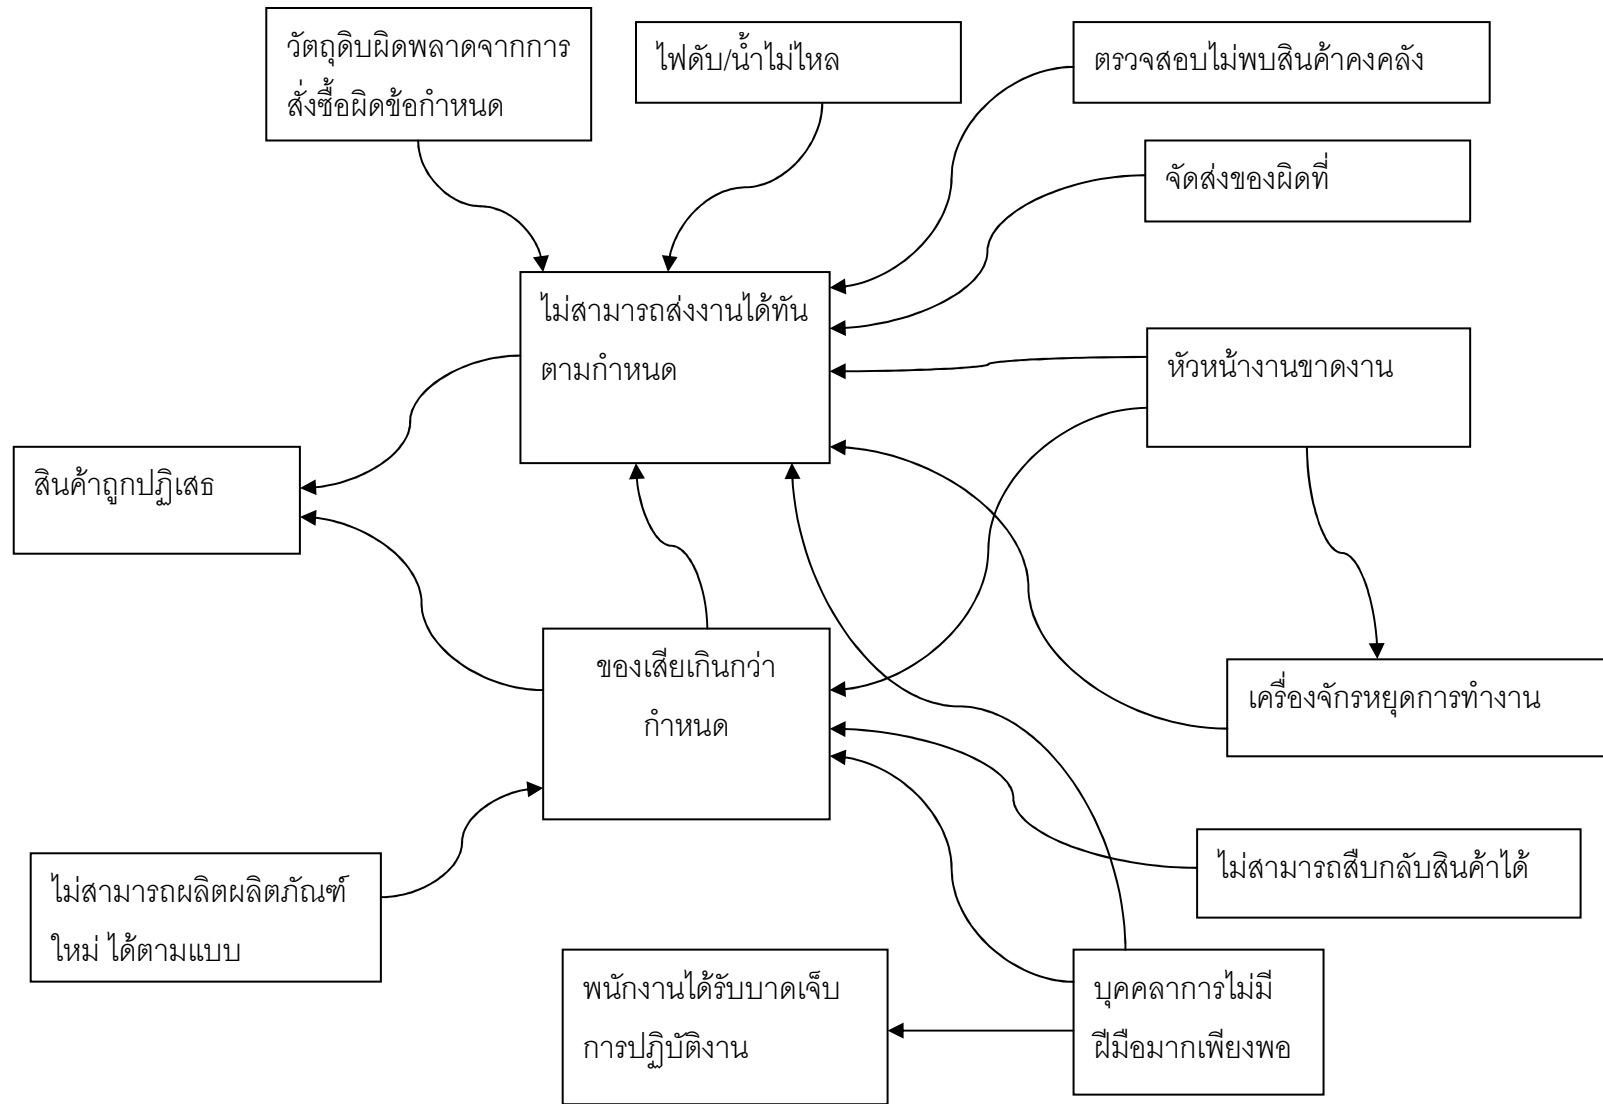 วัตถุดิบผิดพลาดจากการ
สั่งซื้อผิดข้อกำหนด
ไฟดับ/น้ำไม่ไหล
ตรวจสอบไม่พบสินค้าคงคลัง
จัดส่งของผิดที่
ไม่สามารถส่งงานได้ทัน
ตามกำหนด
หัวหน้างานขาดงาน
สินค้าถูกปฏิเสธ
ของเสียเกินกว่า
กำหนด
เครื่องจักรหยุดการทำงาน
ไม่สามารถสืบกลับสินค้าได้
ไม่สามารถผลิตผลิตภัณฑ์
ใหม่ ได้ตามแบบ
พนักงานได้รับบาดเจ็บ
การปฏิบัติงาน
บุคคลาการไม่มี
ฝีมือมากเพียงพอ